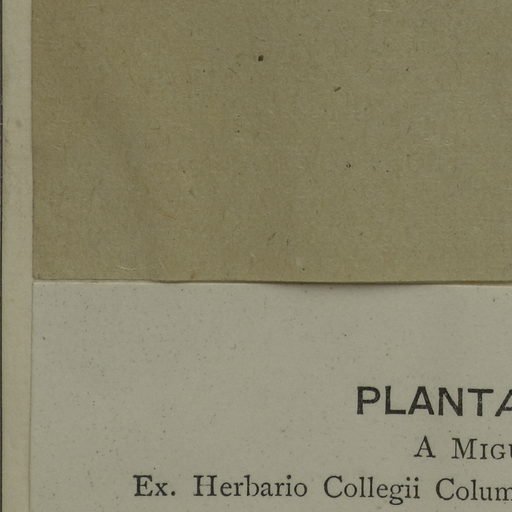 PLANTA
A MIGU
Ex. Herbario Collegii Colum